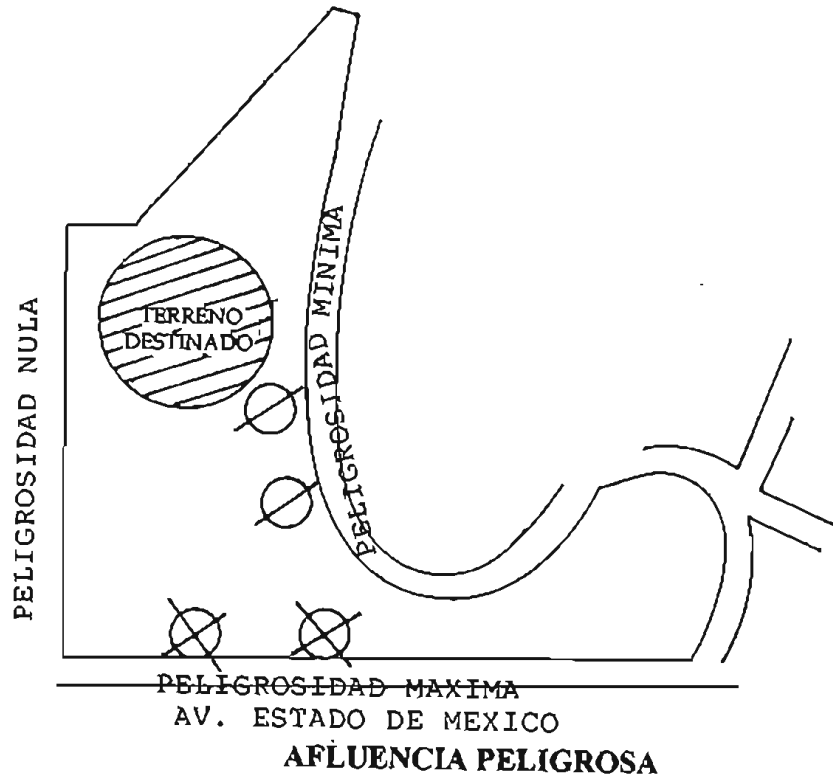 PELIGROSIDAD NULA
TERRENO
DESTINADO
PELIGROSIDAD MINIMA
PELIGROSIDAD MAXIMA
AV. ESTADO DE MEXICO
AFLUENCIA PELIGROSA